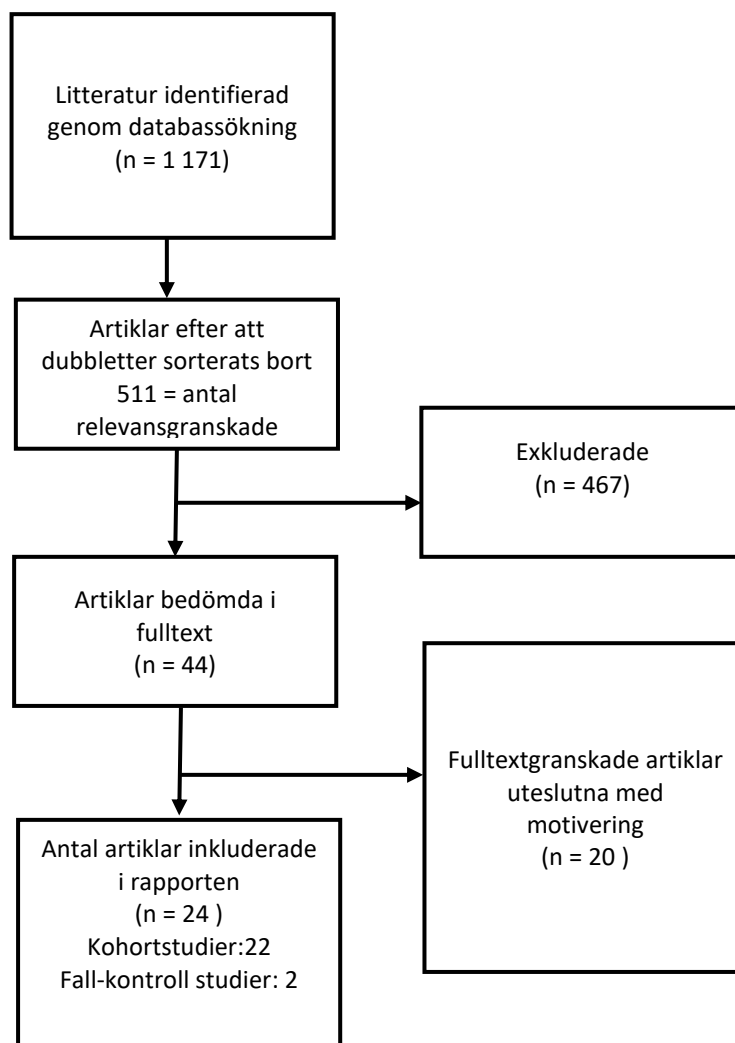 Litteratur identifierad
genom databassökning
(n = 1 171)
Artiklar efter att
dubbletter sorterats bort
511 = antal
relevansgranskade
Exkluderade
(n = 467)
Artiklar bedömda i
fulltext
(n = 44)
Fulltextgranskade artiklar
uteslutna med
motivering
(n = 20 )
Antal artiklar inkluderade
i rapporten
(n = 24 )
Kohortstudier:22
Fall-kontroll studier: 2